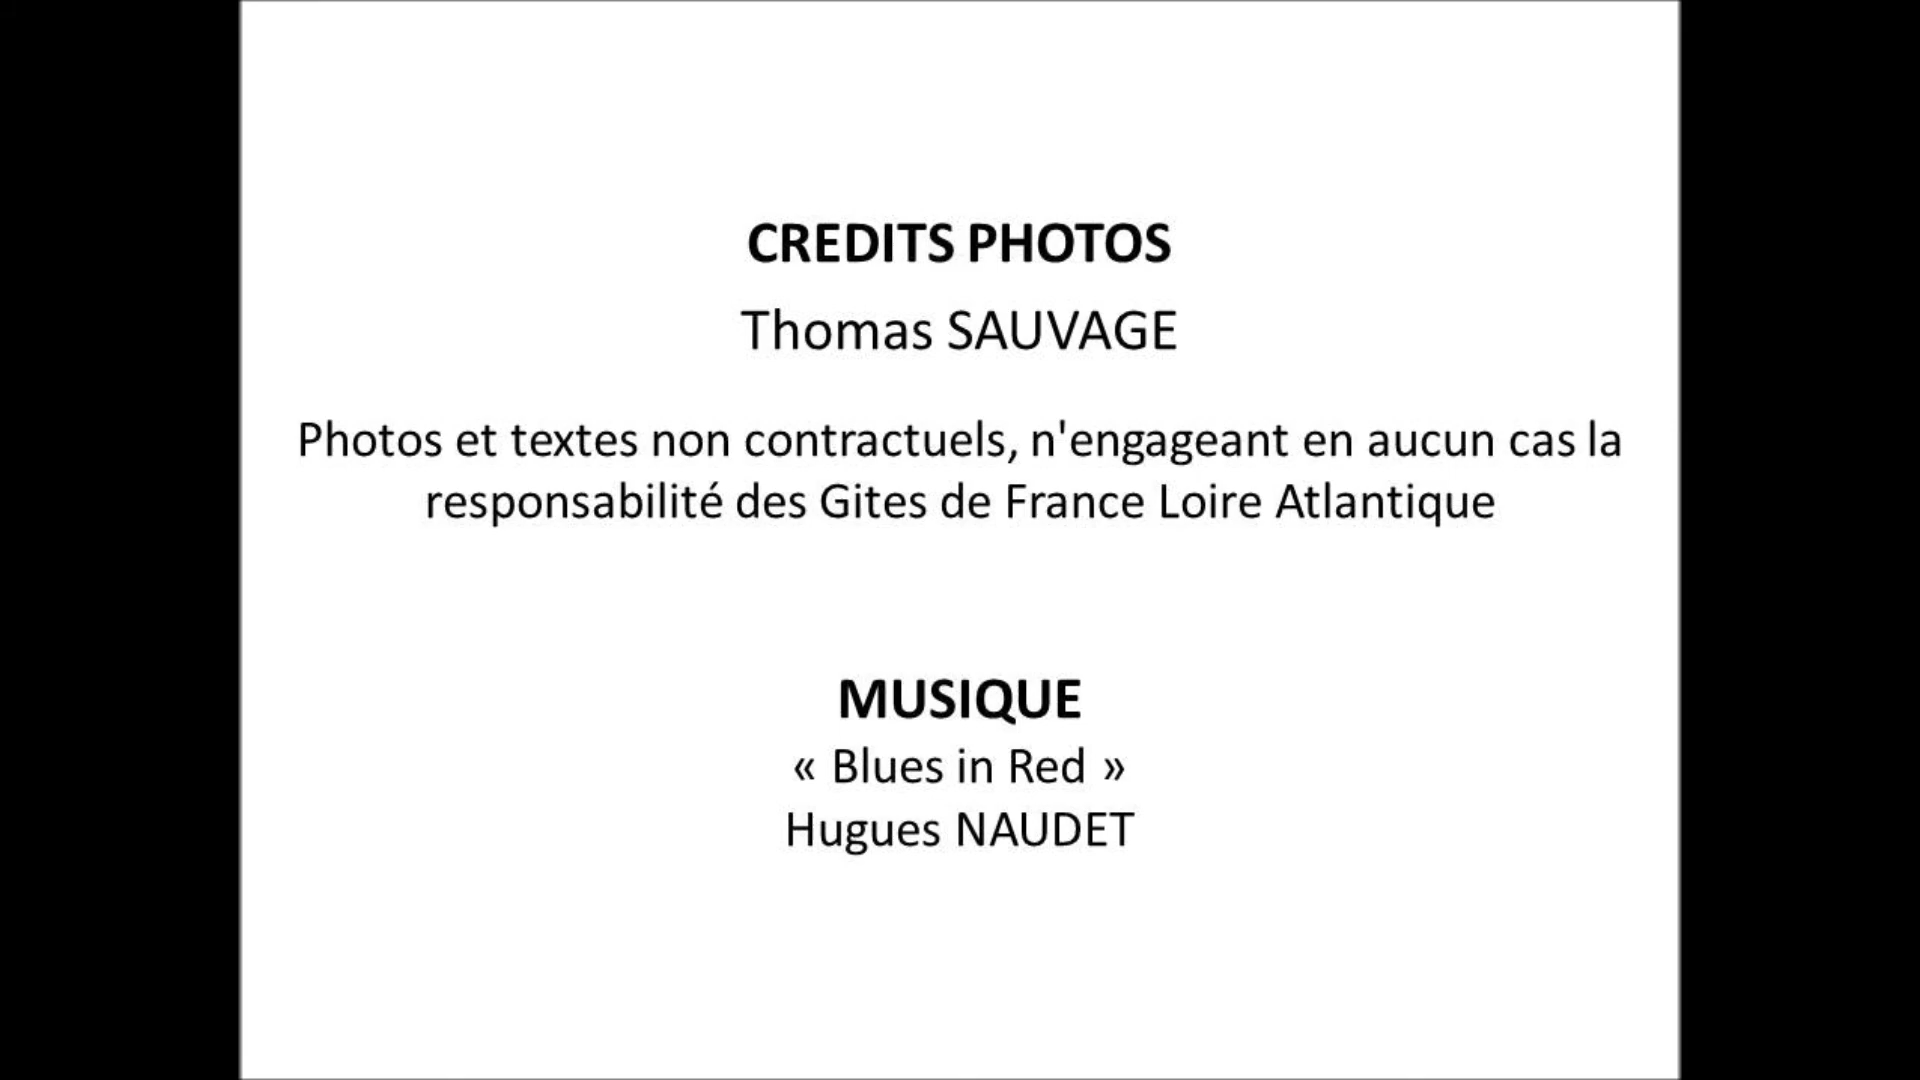 CREDITS PHOTOS
Thomas SAUVAGE
Photos et textes non contractuels, n'engageant en aucun cas la
responsabilité des Gites de France Loire Atlantique
MUSIQUE
« Blues in Red »
Hugues NAUDET